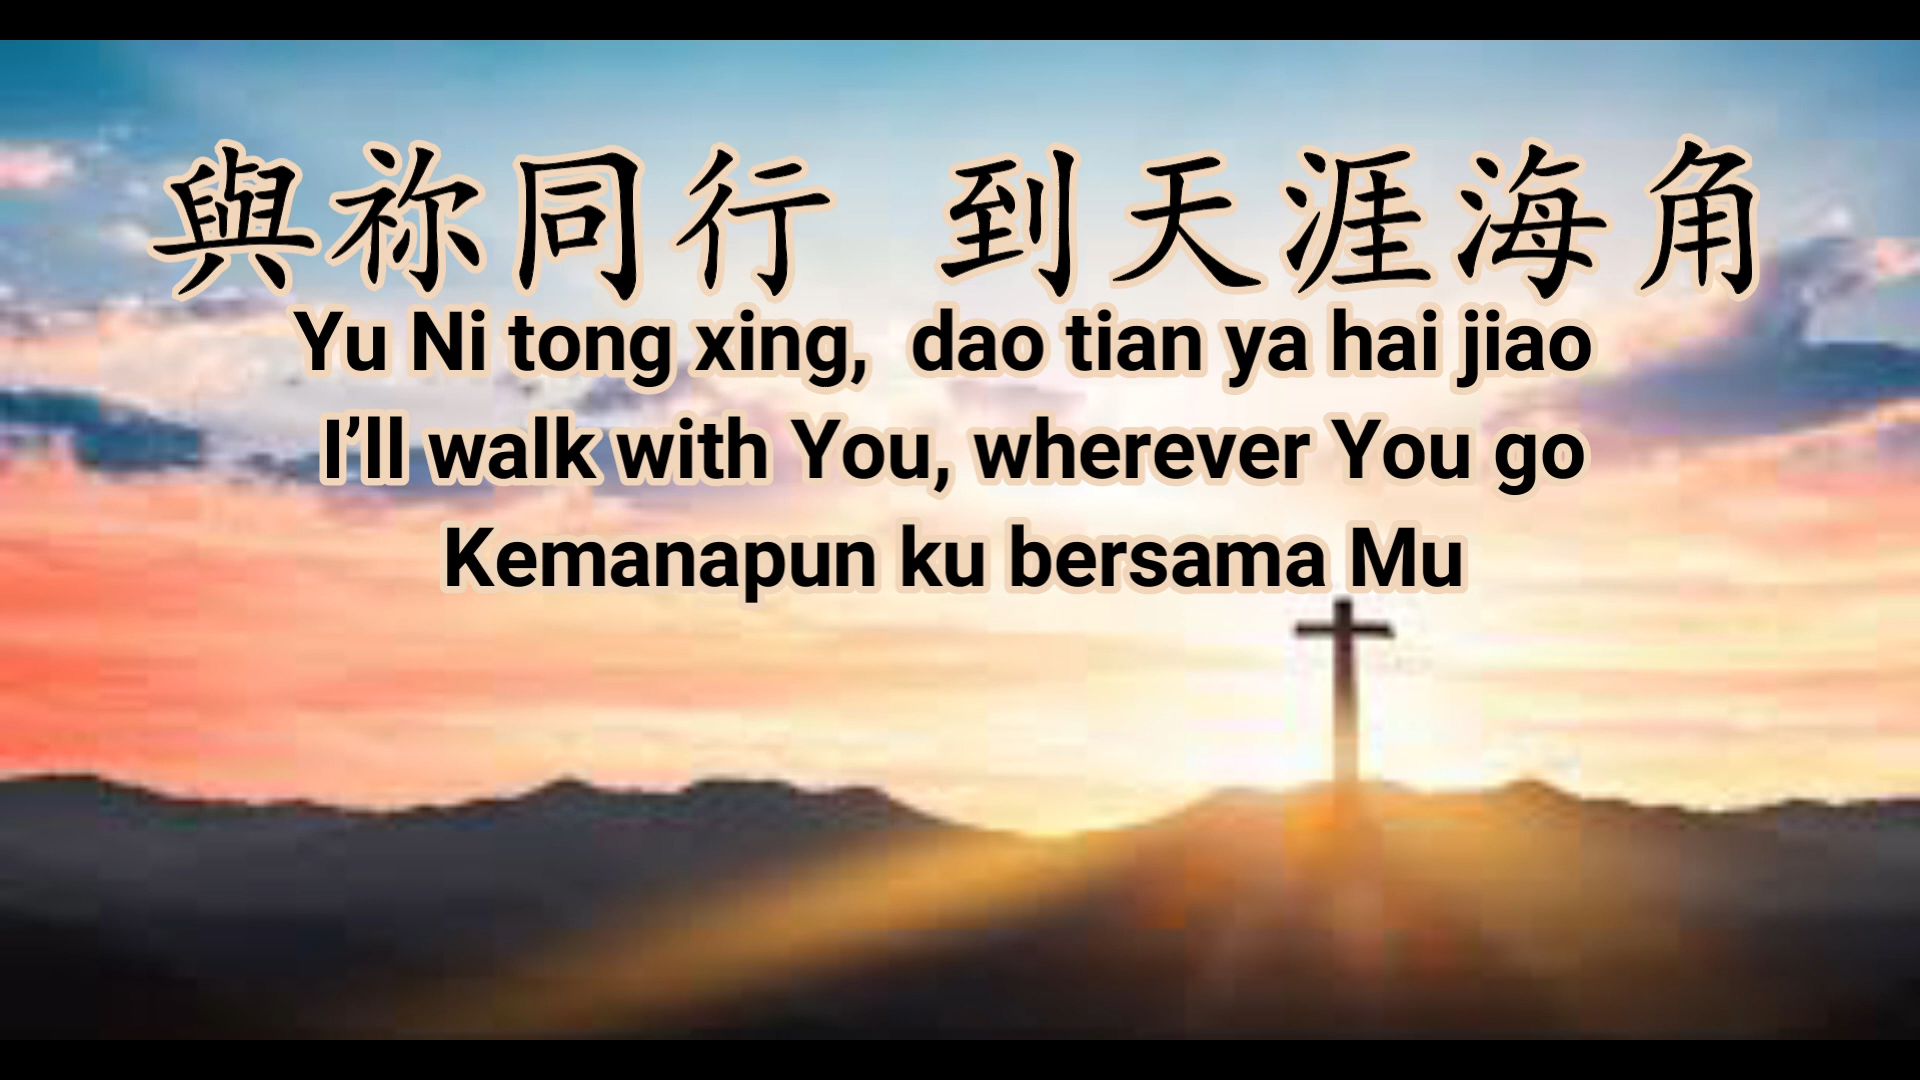 與祢同行 到天涯海角
Yu Ni tong xing, dao tian ya hai jiao
I’ll walk with You, wherever You go
Kemanapun ku bersama Mu